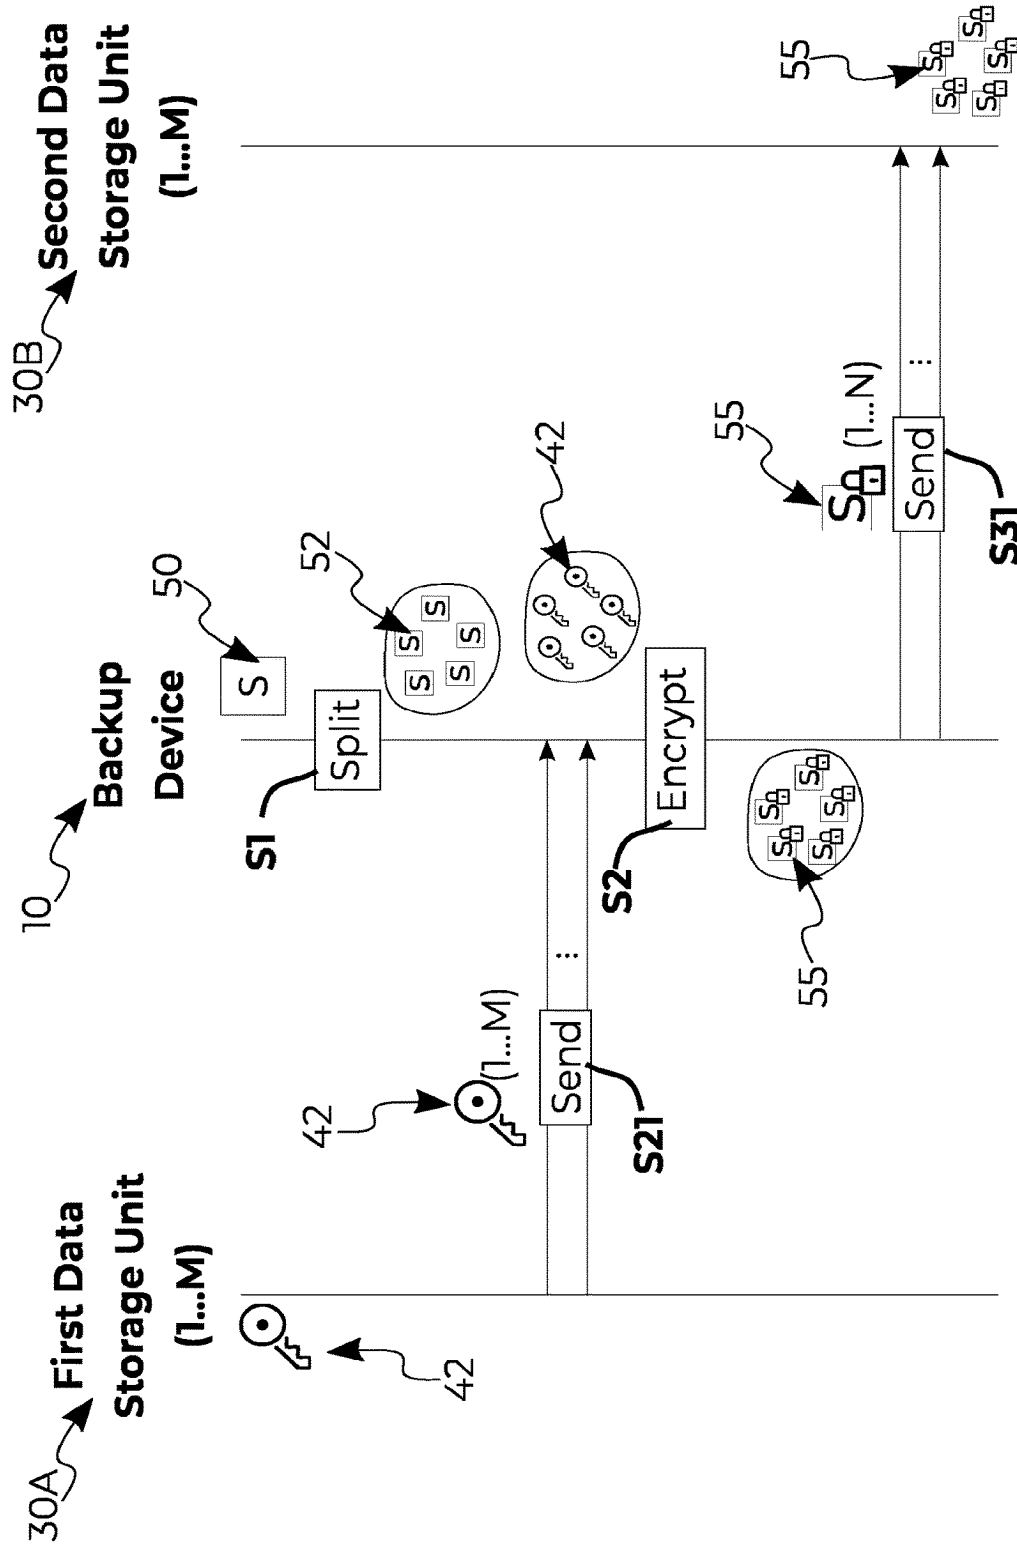 30A
First Data
Storage Unit
(1...M)
10
Backup
Device
30B
Second Data
Storage Unit
(1...M)
42
50
S
S1
Split
52
S
S
S
S
S
42
(1...M)
Send
...
S21
42
S2
Encrypt
55
S
S
S
S
S
55
S
(1...N)
Send
...
S31
55
S
S
S
S
S